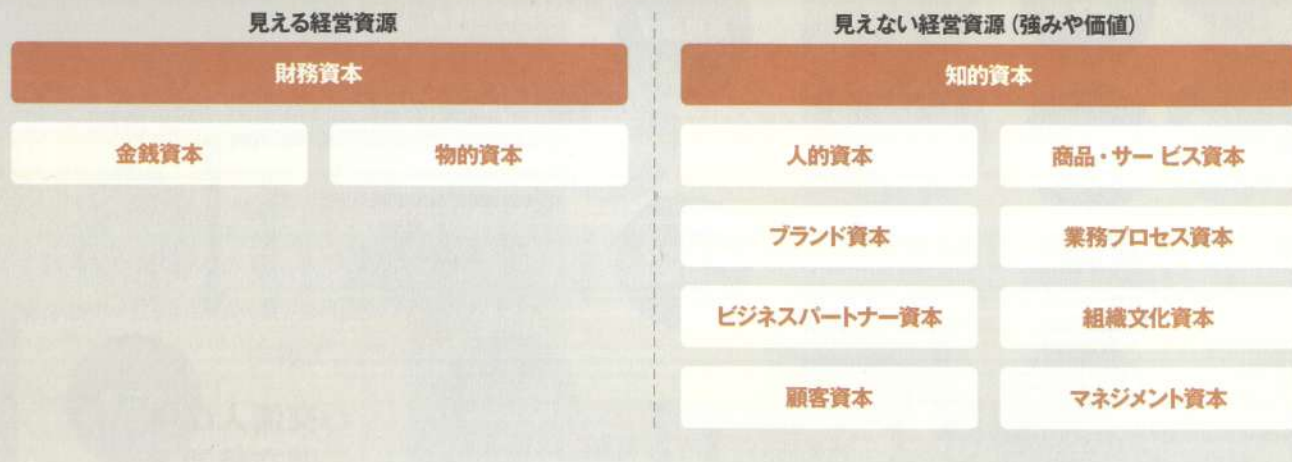 見える経営資源
財務資本
金銭資本
物的資本
見えない経営資源（強みや価値）
知的資本
人的資本
商品・サービス資本
ブランド資本
業務プロセス資本
ビジネスパートナー資本
組織文化資本
顧客資本
マネジメント資本